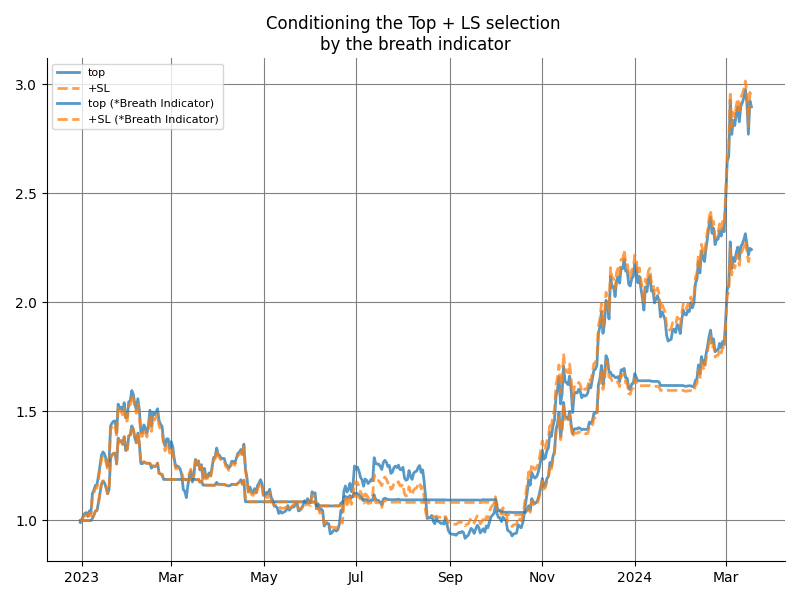 Conditioning the Top + LS selection
by the breath indicator
top
+SL
top (*Breath Indicator)
+SL (*Breath Indicator)
3.0
2.5
2.0
1.5
1.0
2023
Mar
May
Jul
Sep
Nov
2024
Mar